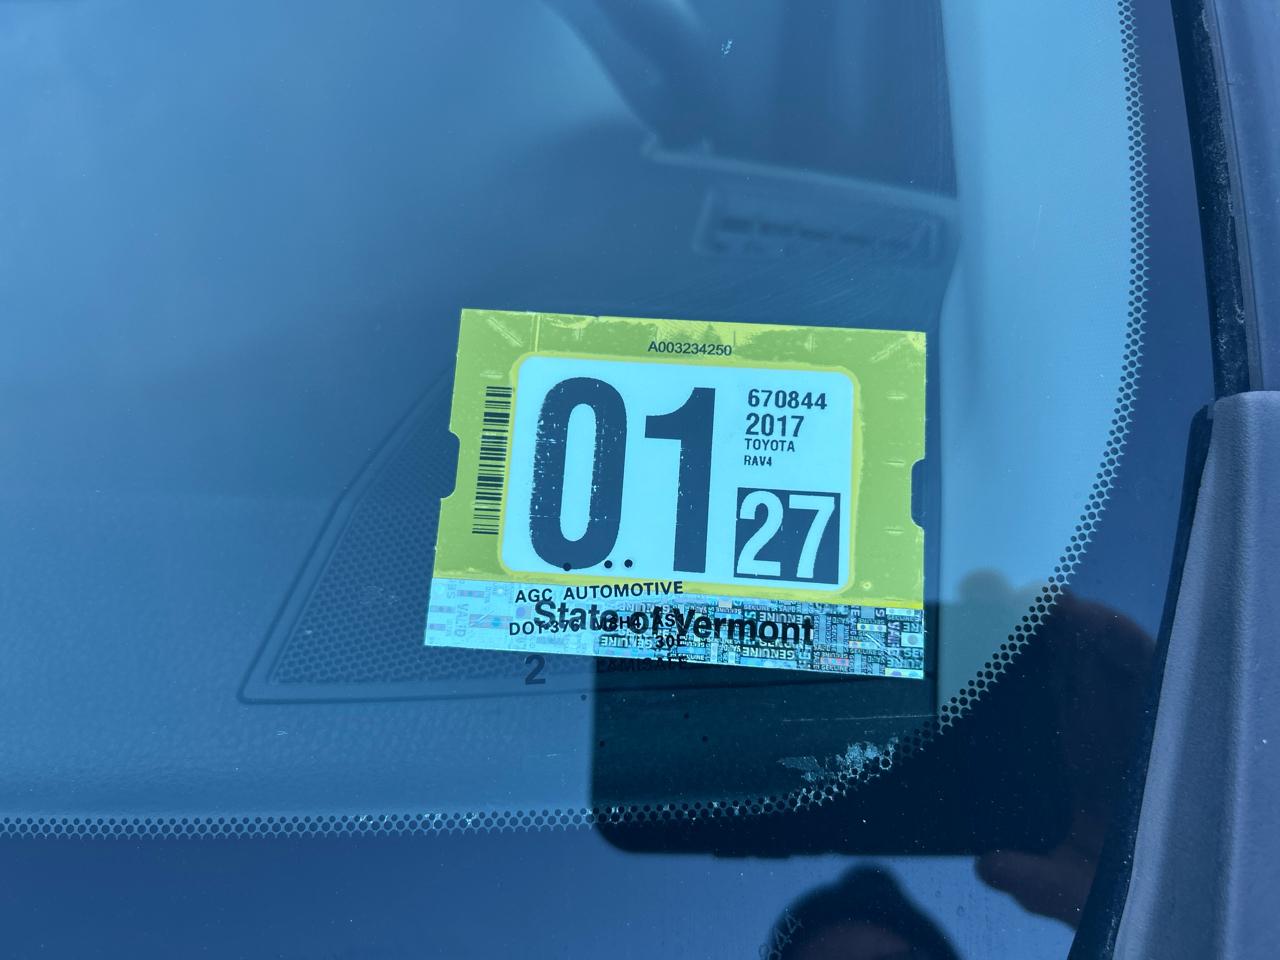 A003234250
01
670844
2017
TOYOTA
RAV4
27
AGC AUTOMOTIVE
State of Vermont
2